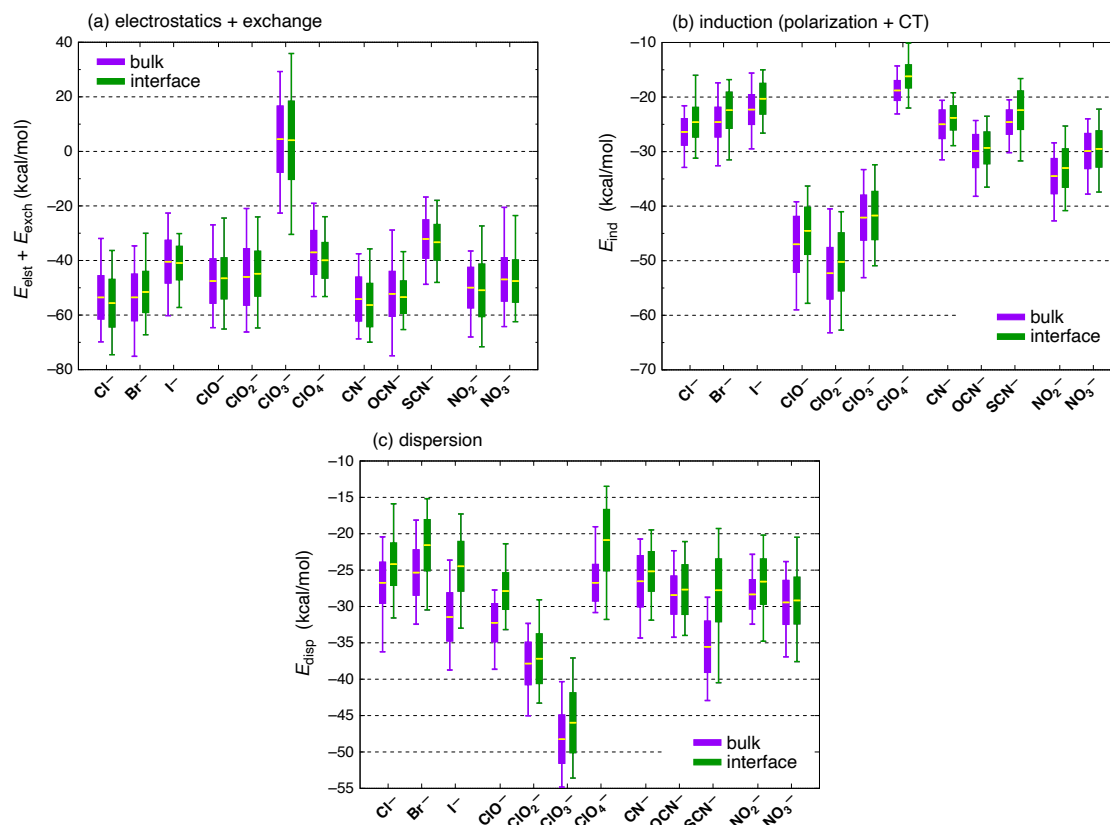 (a) electrostatics + exchange
E_elst + E_exch (kcal/mol)
40
20
0
−20
−40
−60
−80
bulk
interface
Cl⁻ Br⁻ I⁻ ClO⁻ ClO₂⁻ ClO₃⁻ ClO₄⁻ CN⁻ OCN⁻ SCN⁻ NO₂⁻ NO₃⁻
(b) induction (polarization + CT)
E_ind (kcal/mol)
−10
−20
−30
−40
−50
−60
−70
bulk
interface
Cl⁻ Br⁻ I⁻ ClO⁻ ClO₂⁻ ClO₃⁻ ClO₄⁻ CN⁻ OCN⁻ SCN⁻ NO₂⁻ NO₃⁻
(c) dispersion
E_disp (kcal/mol)
−10
−15
−20
−25
−30
−35
−40
−45
−50
−55
bulk
interface
Cl⁻ Br⁻ I⁻ ClO⁻ ClO₂⁻ ClO₃⁻ ClO₄⁻ CN⁻ OCN⁻ SCN⁻ NO₂⁻ NO₃⁻